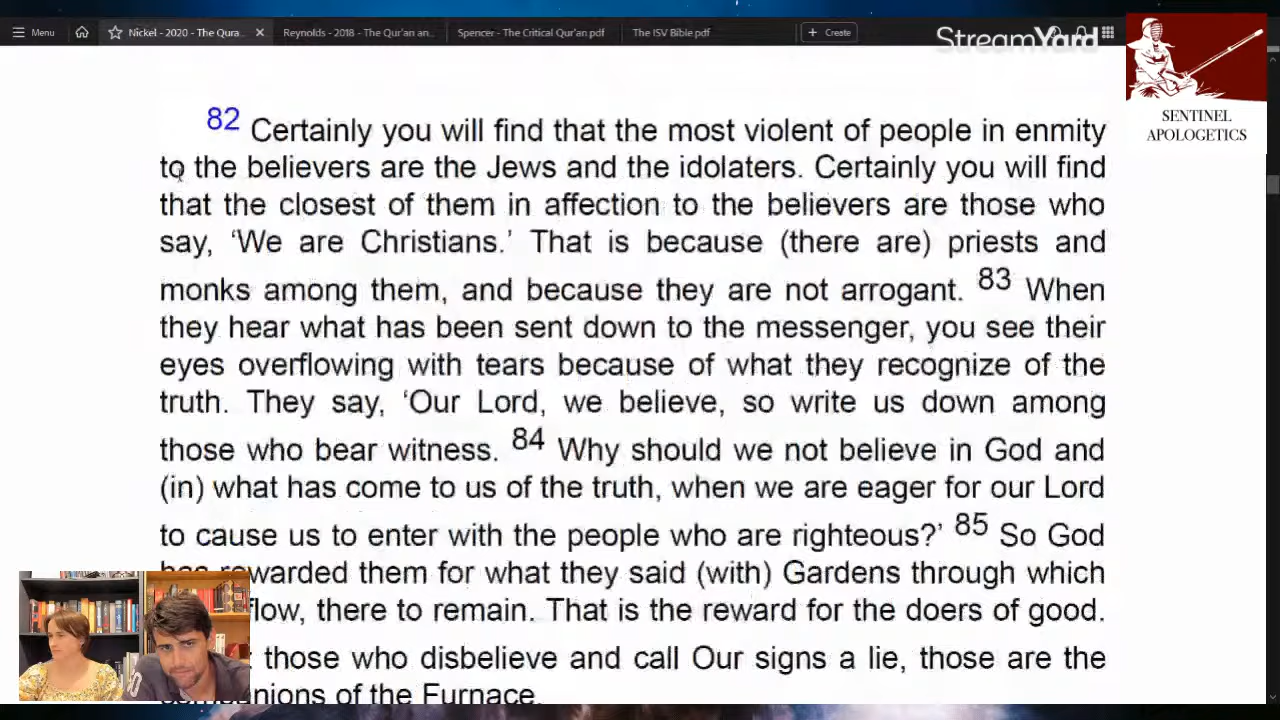 Menu
Nickel - 2020 - The Qura...
Reynolds - 2018 - The Qur'an an...
Spencer - The Critical Qur'an.pdf
The ISV Bible.pdf
+ Create
StreamYard
SENTINEL
APOLOGETICS
82 Certainly you will find that the most violent of people in enmity
to the believers are the Jews and the idolaters. Certainly you will find
that the closest of them in affection to the believers are those who
say, ‘We are Christians.’ That is because (there are) priests and
monks among them, and because they are not arrogant. 83 When
they hear what has been sent down to the messenger, you see their
eyes overflowing with tears because of what they recognize of the
truth. They say, ‘Our Lord, we believe, so write us down among
those who bear witness. 84 Why should we not believe in God and
(in) what has come to us of the truth, when we are eager for our Lord
to cause us to enter with the people who are righteous?’ 85 So God
has rewarded them for what they said (with) Gardens through which
flow, there to remain. That is the reward for the doers of good.
those who disbelieve and call Our signs a lie, those are the
of the Furnace.